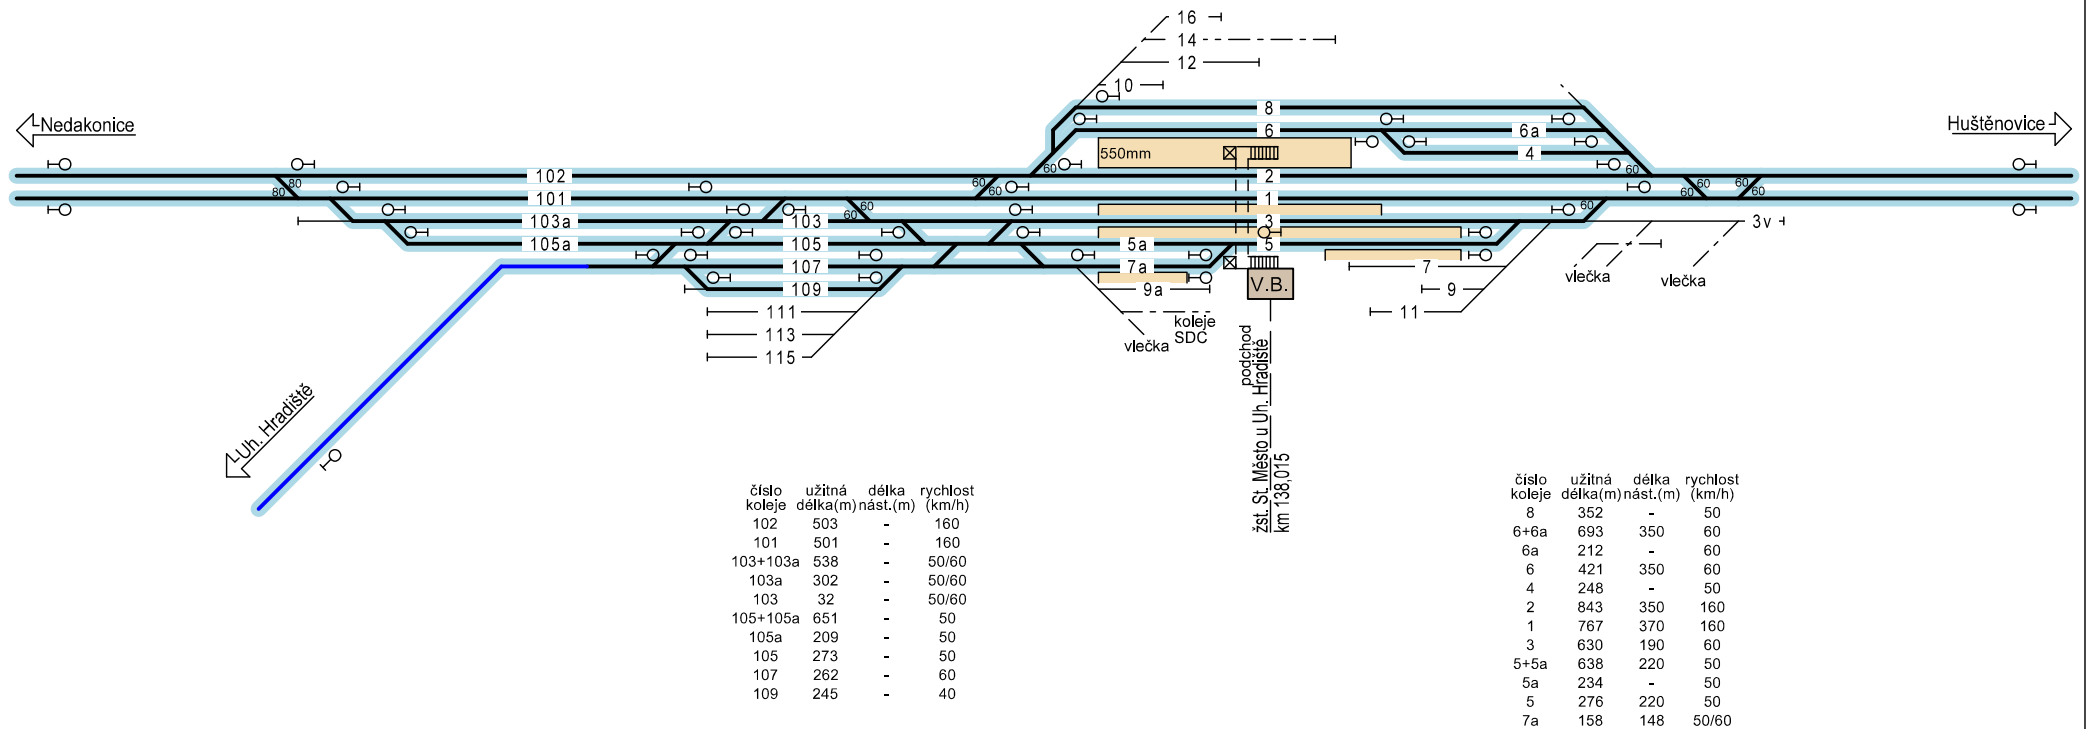 16
14
12
10
Nedakonice
8
6
6a
4
Huštěnovice
550mm
60
60
80
80
102
60
60
2
60
60
60
60
101
1
60
60
60
103a
103
3
3v
105a
105
5a
5
107
7a
7
vlečka
vlečka
109
9a
V.B.
9
111
koleje
SDC
11
113
vlečka
115
podchod
žst. St. Město u Uh. Hradiště
km 138,015
Uh. Hradiště
číslo koleje užitná délka(m) délka nást.(m) rychlost (km/h)
102 503 - 160
101 501 - 160
103+103a 538 - 50/60
103a 302 - 50/60
103 32 - 50/60
105+105a 651 - 50
105a 209 - 50
105 273 - 50
107 262 - 60
109 245 - 40
číslo koleje užitná délka(m) délka nást.(m) rychlost (km/h)
8 352 - 50
6+6a 693 350 60
6a 212 - 60
6 421 350 60
4 248 - 50
2 843 350 160
1 767 370 160
3 630 190 60
5+5a 638 220 50
5a 234 - 50
5 276 220 50
7a 158 148 50/60